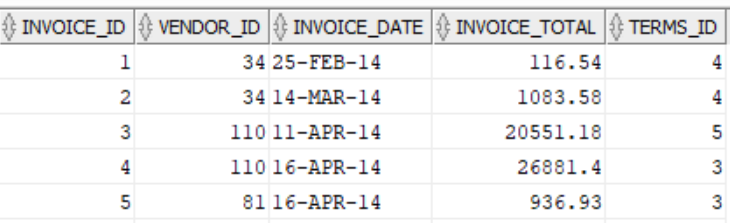 INVOICE_ID VENDOR_ID INVOICE_DATE INVOICE_TOTAL TERMS_ID
1 34 25-FEB-14 116.54 4
2 34 14-MAR-14 1083.58 4
3 110 11-APR-14 20551.18 5
4 110 16-APR-14 26881.4 3
5 81 16-APR-14 936.93 3